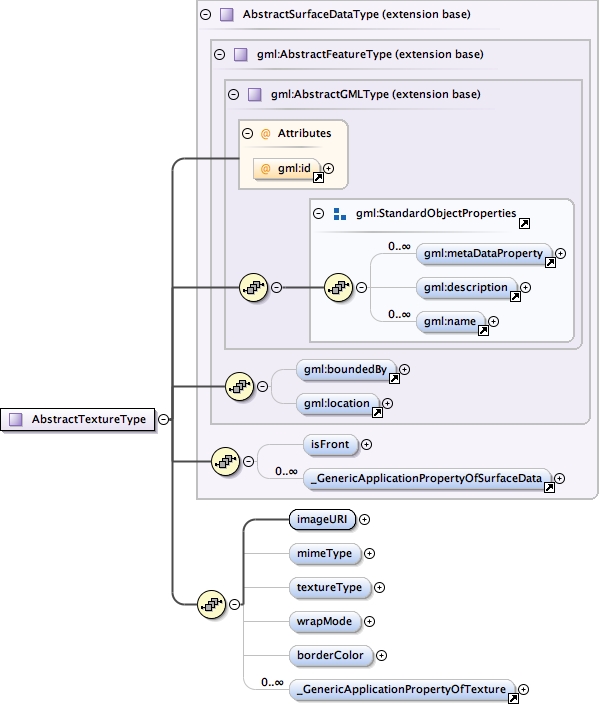 AbstractSurfaceDataType (extension base)
gml:AbstractFeatureType (extension base)
gml:AbstractGMLType (extension base)
@ Attributes
@ gml:id
gml:StandardObjectProperties
0..∞
gml:metaDataProperty
gml:description
0..∞
gml:name
gml:boundedBy
gml:location
AbstractTextureType
isFront
0..∞
_GenericApplicationPropertyOfSurfaceData
imageURI
mimeType
textureType
wrapMode
borderColor
0..∞
_GenericApplicationPropertyOfTexture